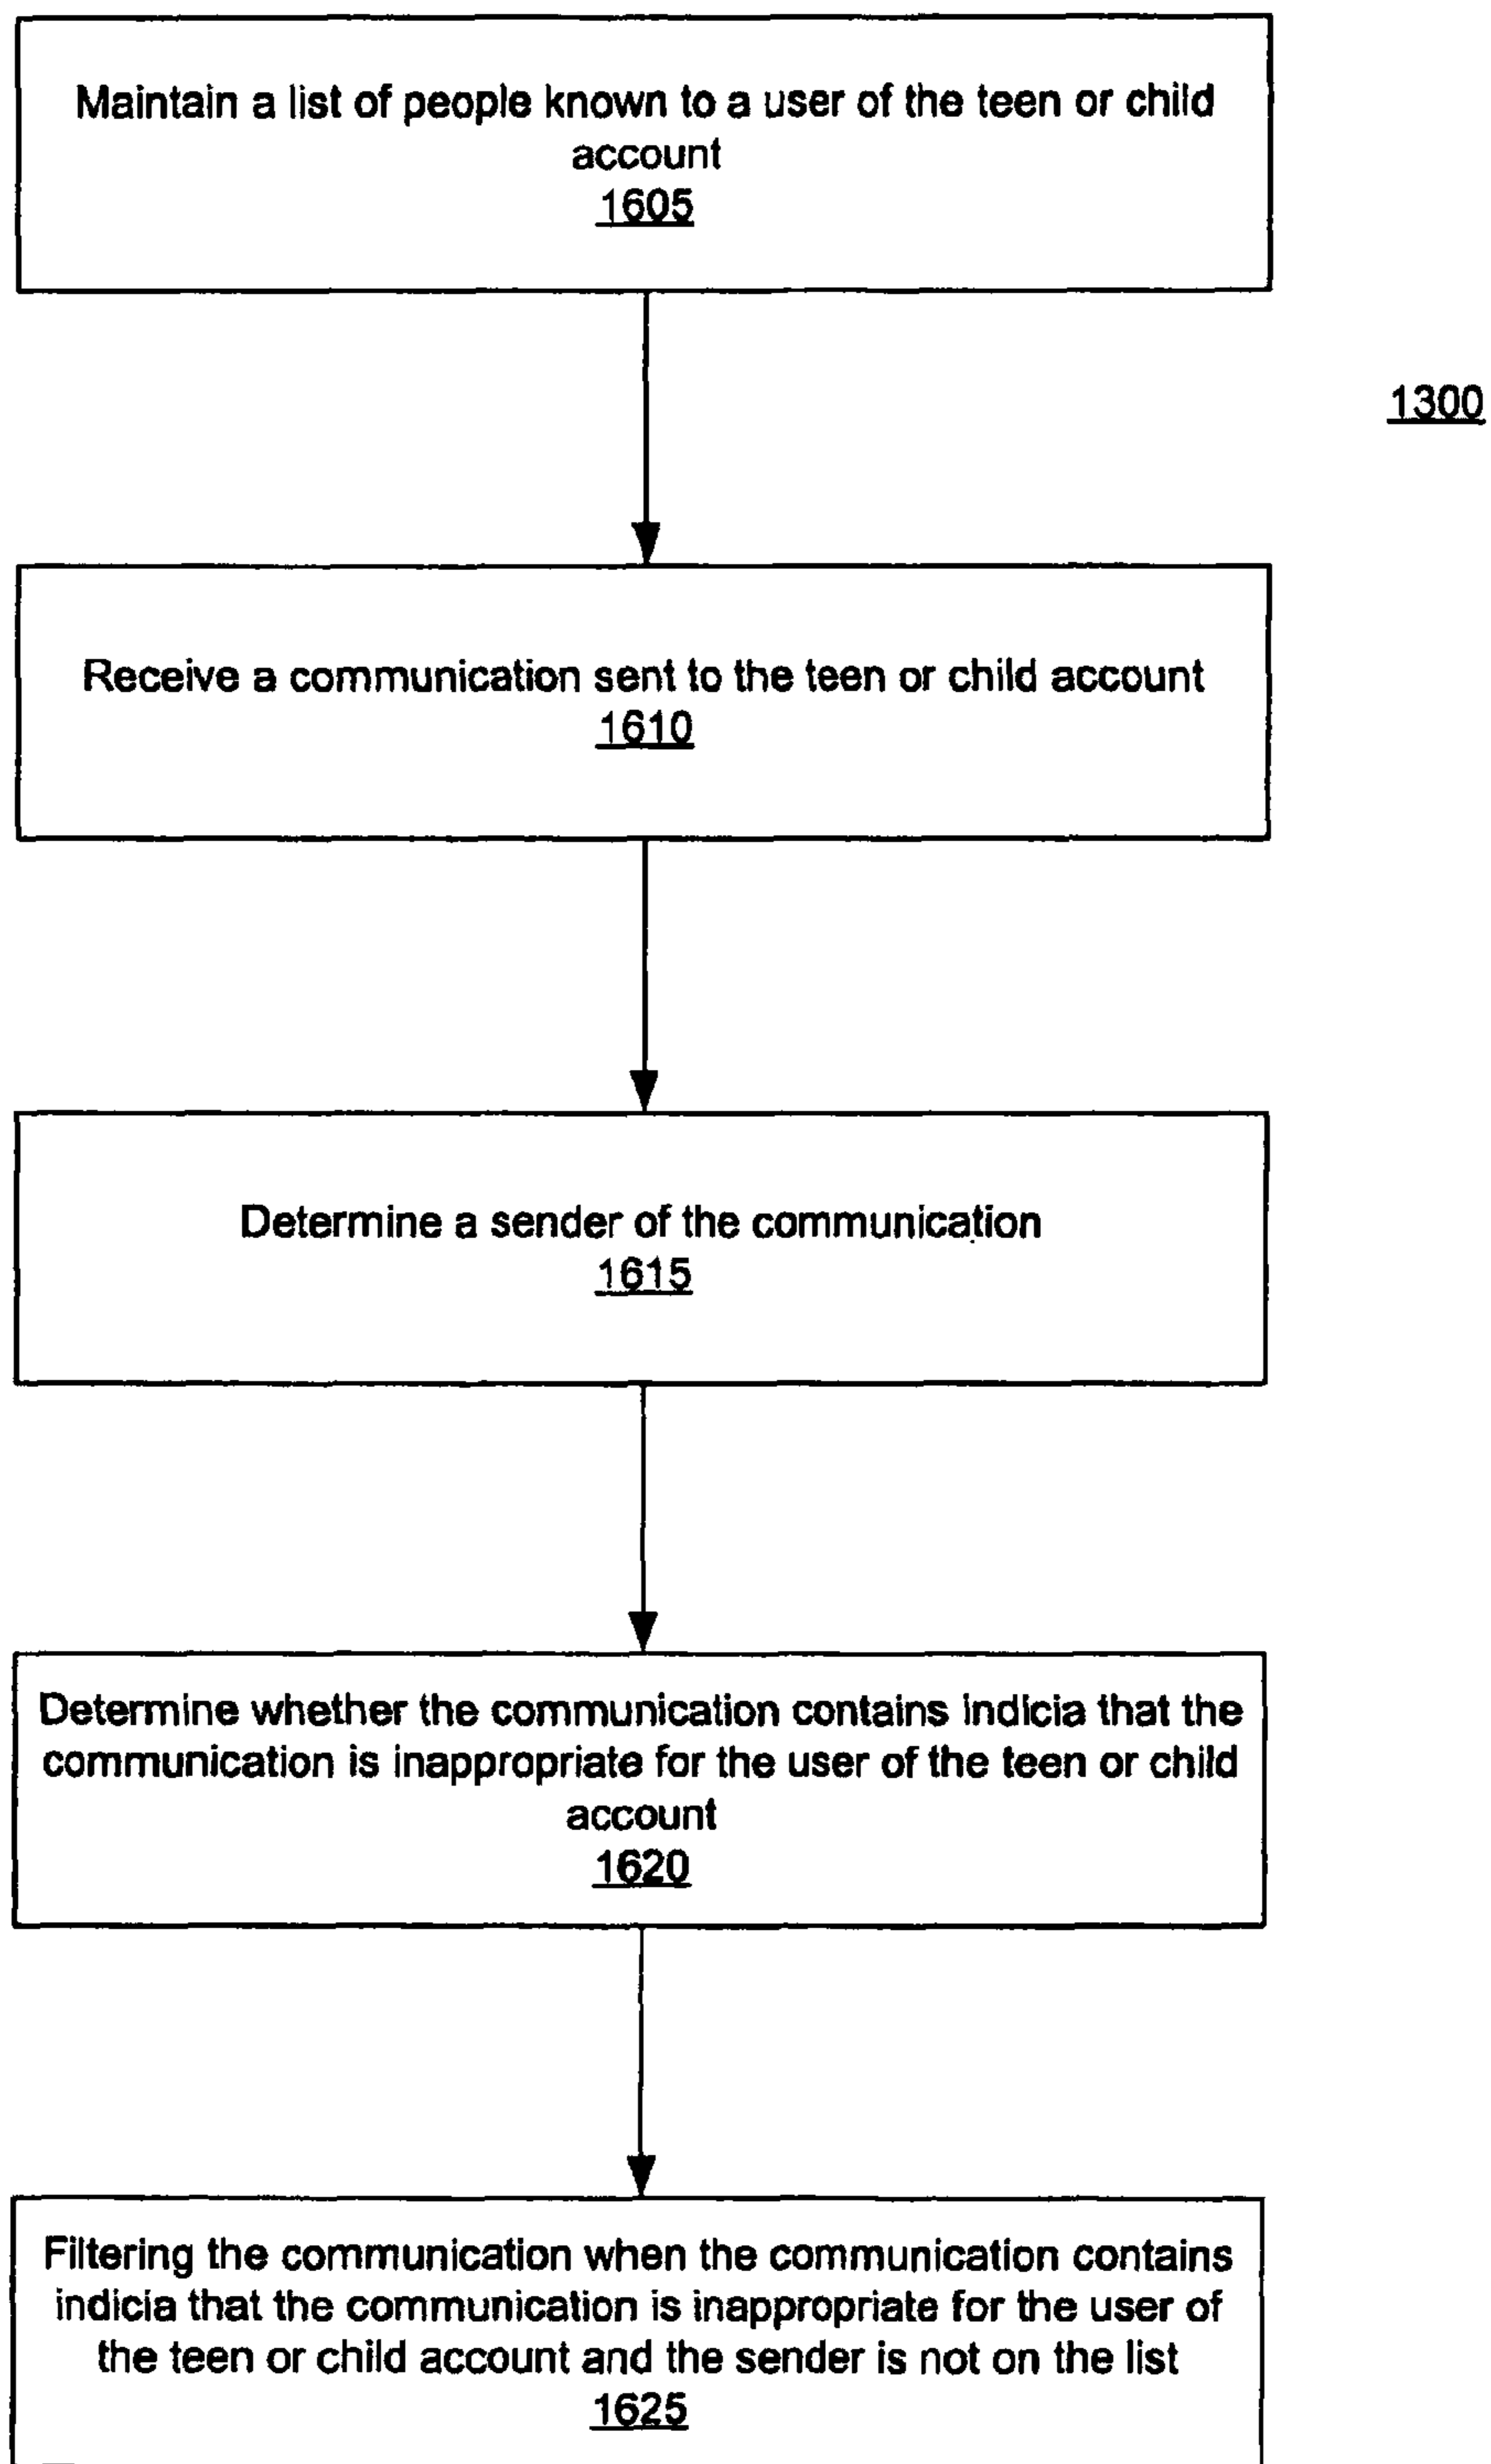 Maintain a list of people known to a user of the teen or child
account
1605
1300
Receive a communication sent to the teen or child account
1610
Determine a sender of the communication
1615
Determine whether the communication contains indicia that the
communication is inappropriate for the user of the teen or child
account
1620
Filtering the communication when the communication contains
indicia that the communication is inappropriate for the user of
the teen or child account and the sender is not on the list
1625